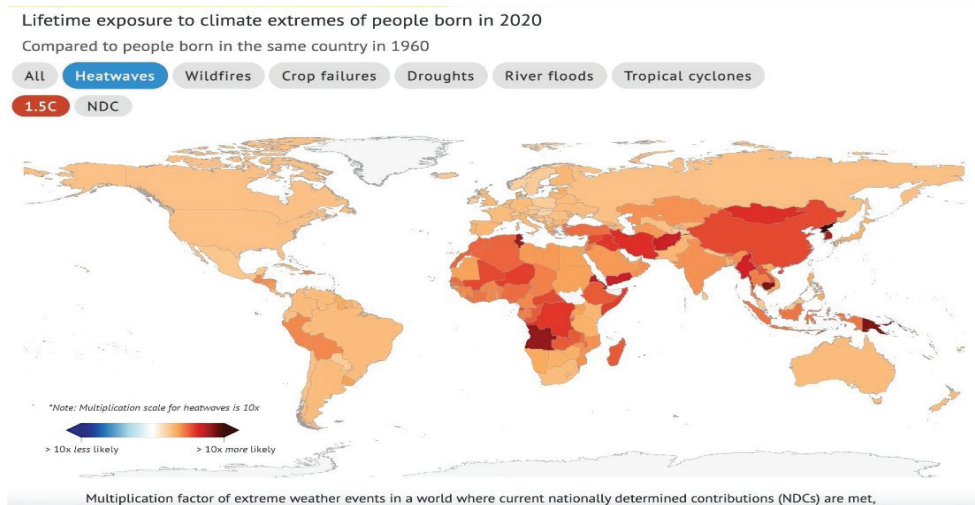 Lifetime exposure to climate extremes of people born in 2020
Compared to people born in the same country in 1960
All Heatwaves Wildfires Crop failures Droughts River floods Tropical cyclones
1.5C NDC
*Note: Multiplication scale for heatwaves is 10x
> 10x less likely > 10x more likely
Multiplication factor of extreme weather events in a world where current nationally determined contributions (NDCs) are met,